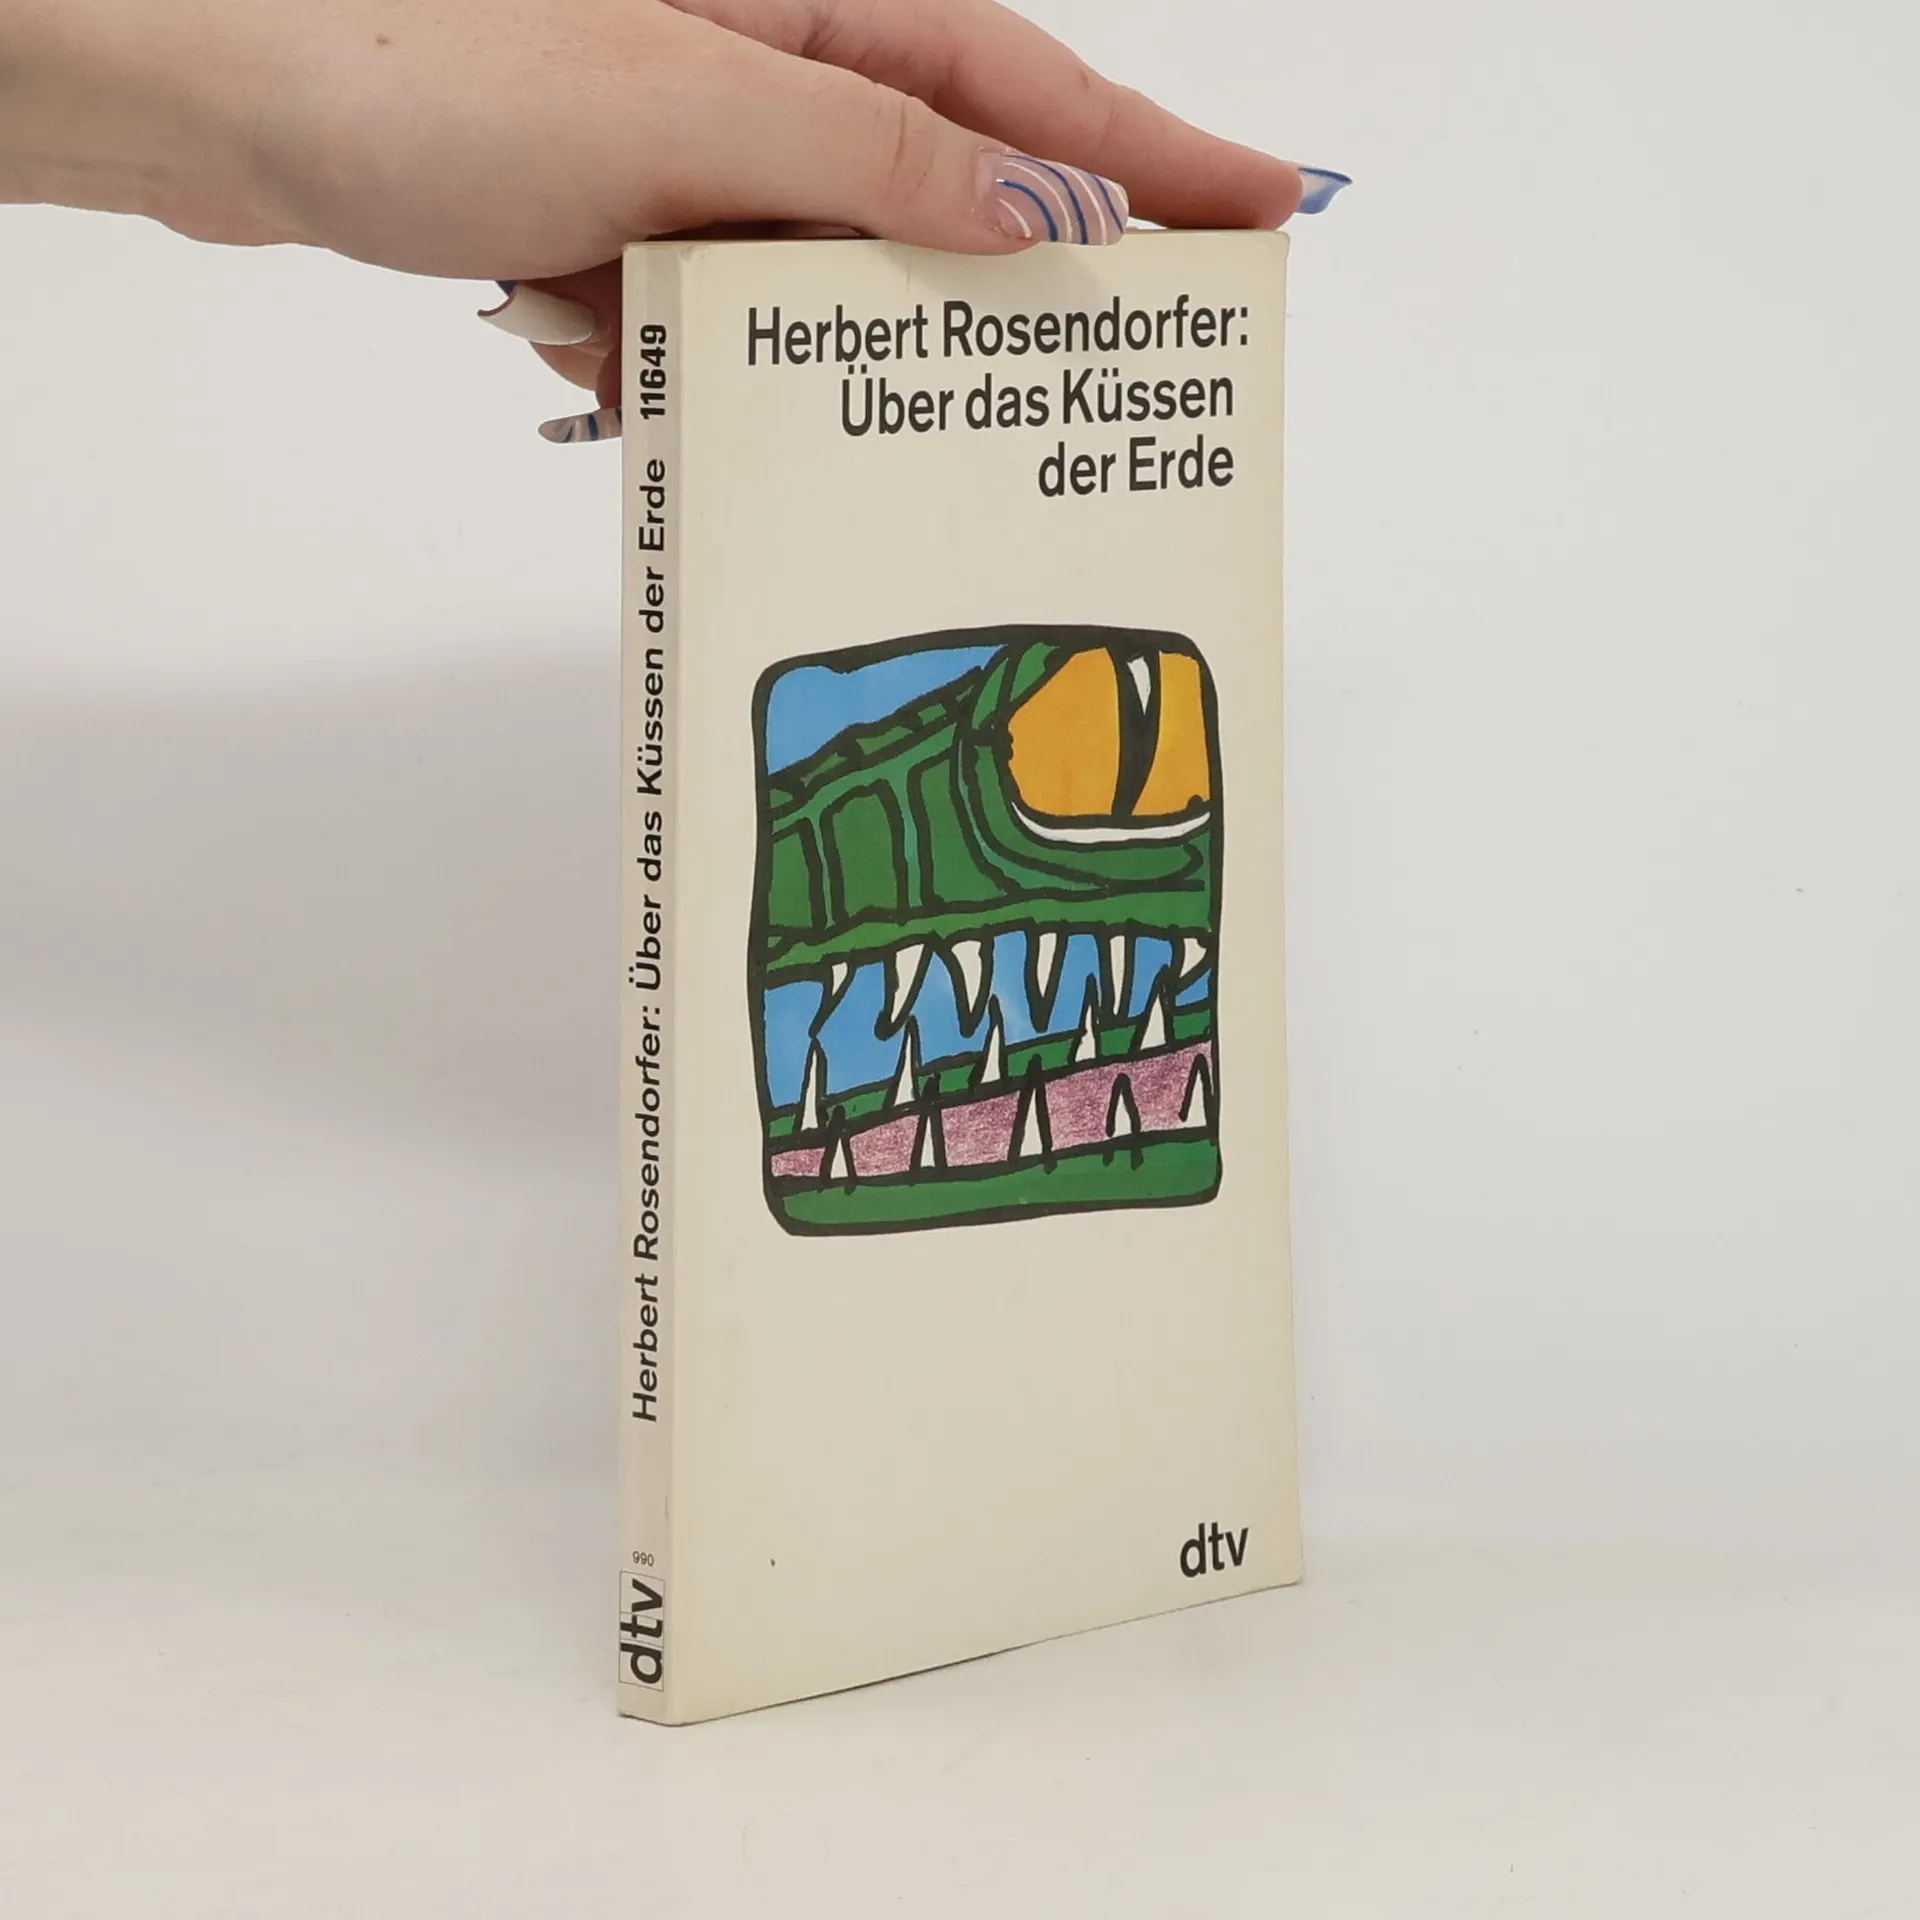 Herbert Rosendorfer:
Über das Küssen
der Erde
dtv
Herbert Rosendorfer: Über das Küssen der Erde 11649
990
dtv